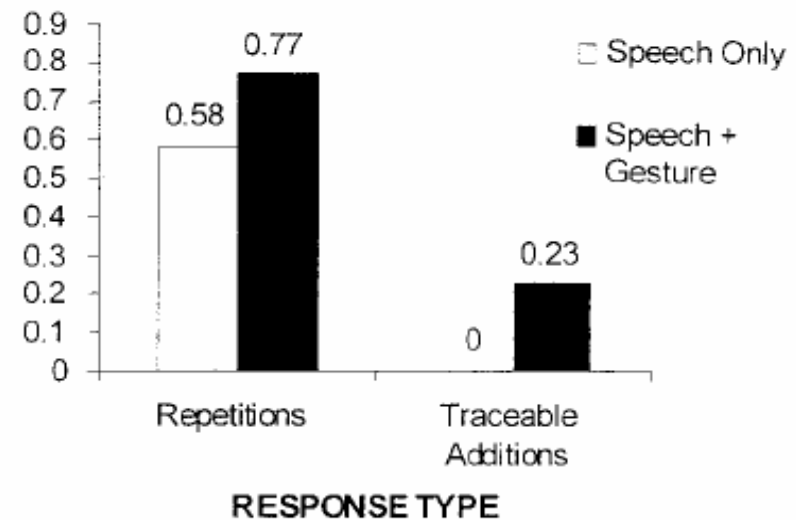 0.9
0.8
0.7
0.6
0.5
0.4
0.3
0.2
0.1
0
0.58
0.77
0
0.23
Speech Only
Speech +
Gesture
Repetitions
Traceable
Additions
RESPONSE TYPE